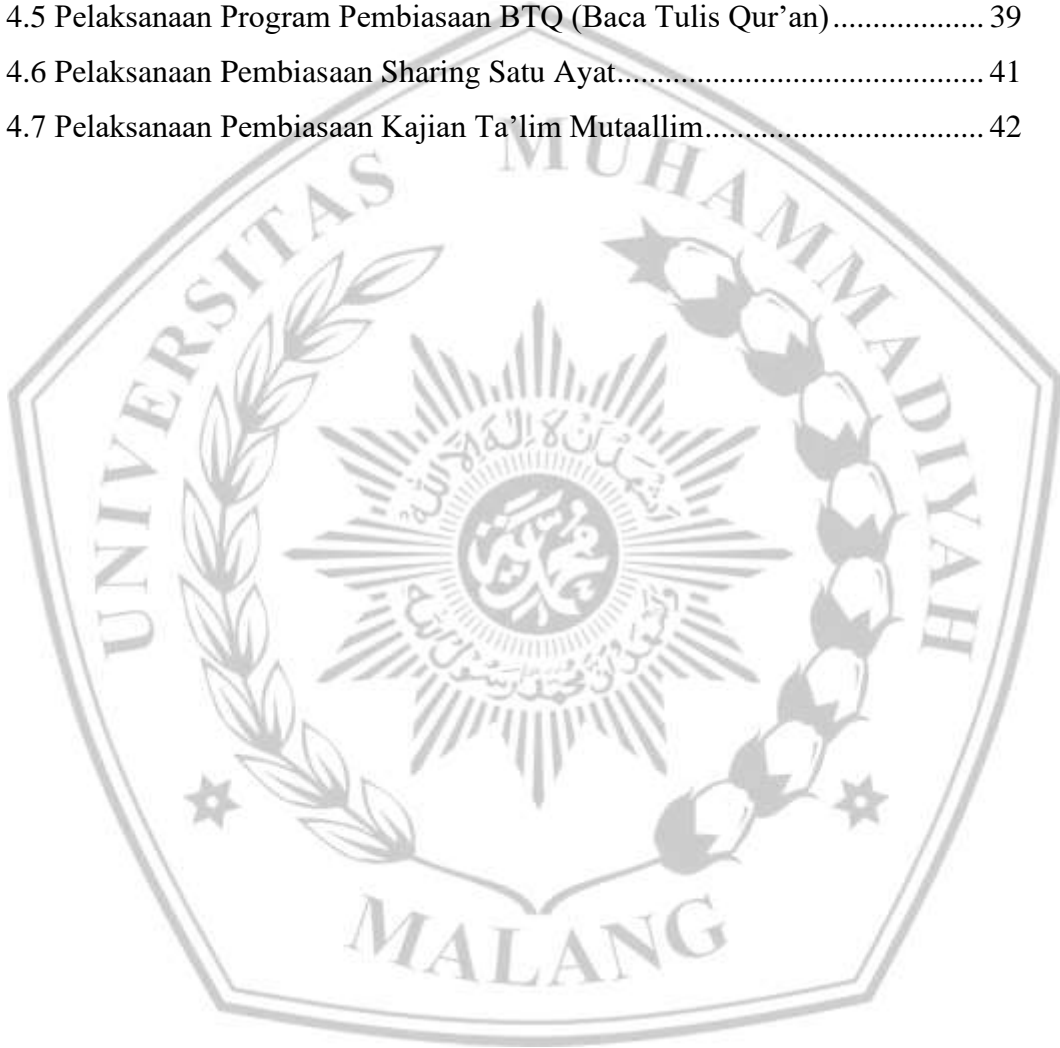 4.5 Pelaksanaan Program Pembiasaan BTQ (Baca Tulis Qur’an) .................. 39
4.6 Pelaksanaan Pembiasaan Sharing Satu Ayat............................................ 41
4.7 Pelaksanaan Pembiasaan Kajian Ta’lim Mutaallim................................. 42
UNIVERSITAS MUHAMMADIYAH
MALANG